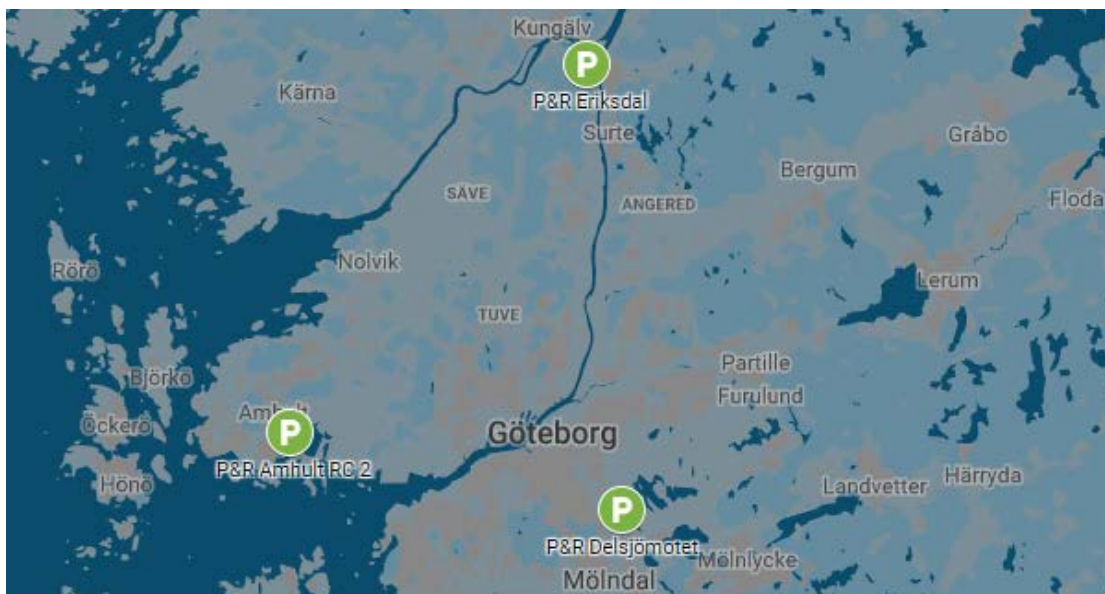 Kungälv
P
P&R Eriksdal
Kärna
Surte
Gråbo
Bergum
SÄVE
ANGERED
Floda
Nolvik
Rörö
Lerum
TUVE
Partille
Björkö
Furulund
Amhult
Öckerö
P
Göteborg
P&R Amhult RC 2
Härryda
Hönö
Landvetter
P
P&R Delsjömotet
Mölnlycke
Mölndal